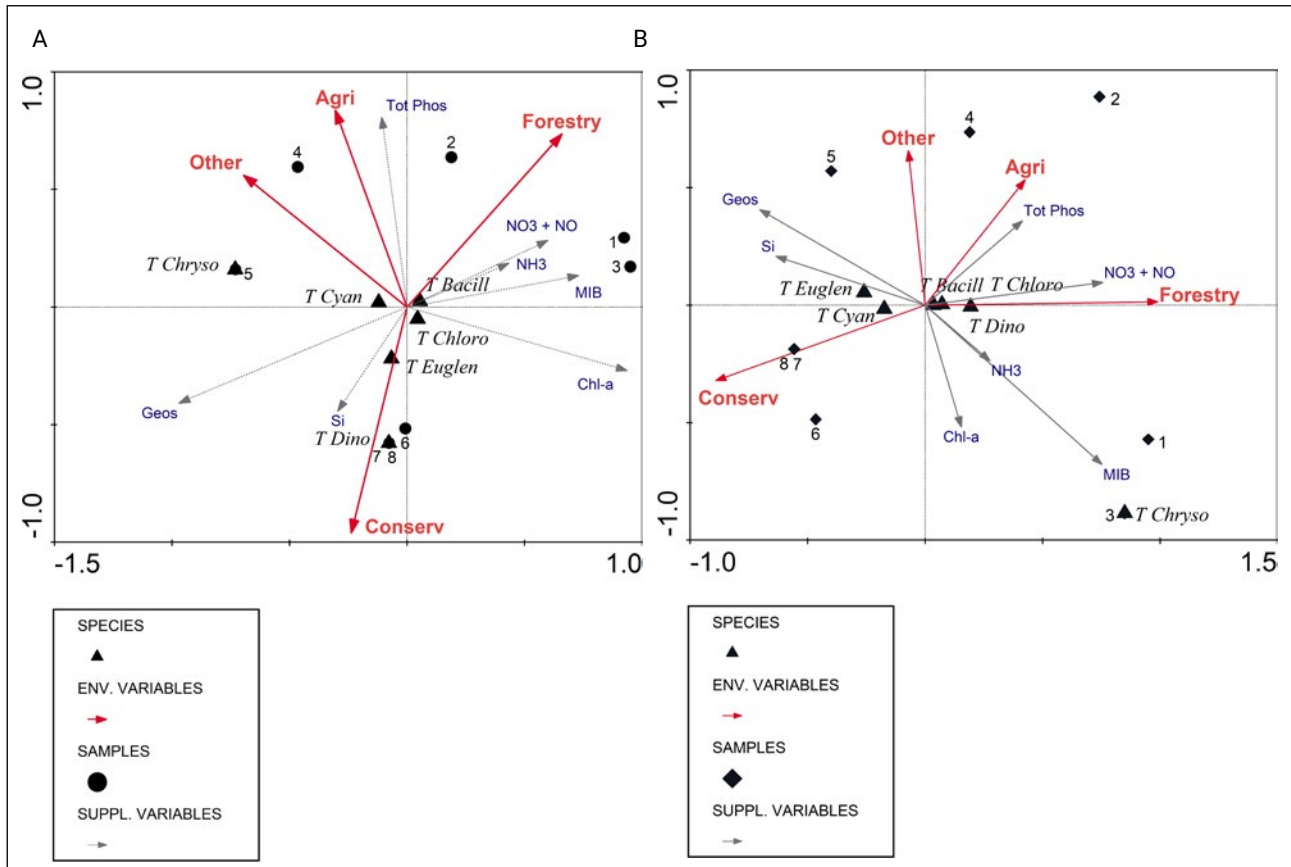 A
1.0
-1.0
-1.5
1.0
Agri
Tot Phos
Forestry
Other
4
2
NO3 + NO
NH3
1
3
MIB
T Chryso
5
T Cyan
T Bacill
T Chloro
T Euglen
Chl-a
Geos
Si
T Dino
6
7
8
Conserv
SPECIES
ENV. VARIABLES
SAMPLES
SUPPL. VARIABLES
B
1.0
-1.0
-1.0
1.5
2
4
Other
5
Agri
Geos
Tot Phos
Si
NO3 + NO
T Euglen
T Bacill
T Chloro
Forestry
T Cyan
T Dino
8 7
NH3
Conserv
6
Chl-a
1
MIB
3
T Chryso
SPECIES
ENV. VARIABLES
SAMPLES
SUPPL. VARIABLES